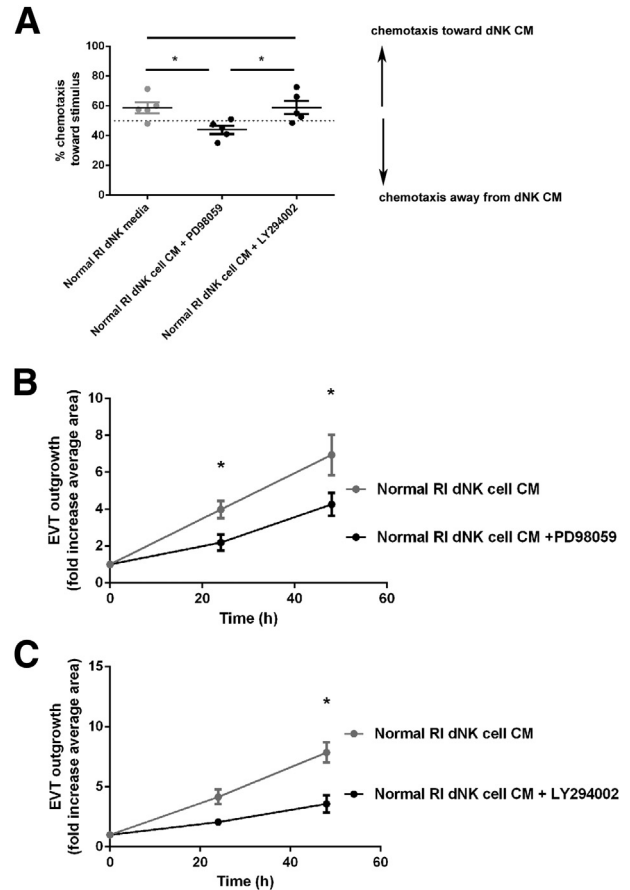 A
% chemotaxis
toward stimulus
100
80
60
40
20
0
*
*
Normal RI dNK media
Normal RI dNK cell CM + PD98059
Normal RI dNK cell CM + LY294002
chemotaxis toward dNK CM
chemotaxis away from dNK CM
B
EVT outgrowth
(fold increase average area)
10
8
6
4
2
0
*
*
0 20 40 60
Time (h)
Normal RI dNK cell CM
Normal RI dNK cell CM +PD98059
C
EVT outgrowth
(fold increase average area)
15
10
5
0
*
0 20 40 60
Time (h)
Normal RI dNK cell CM
Normal RI dNK cell CM + LY294002